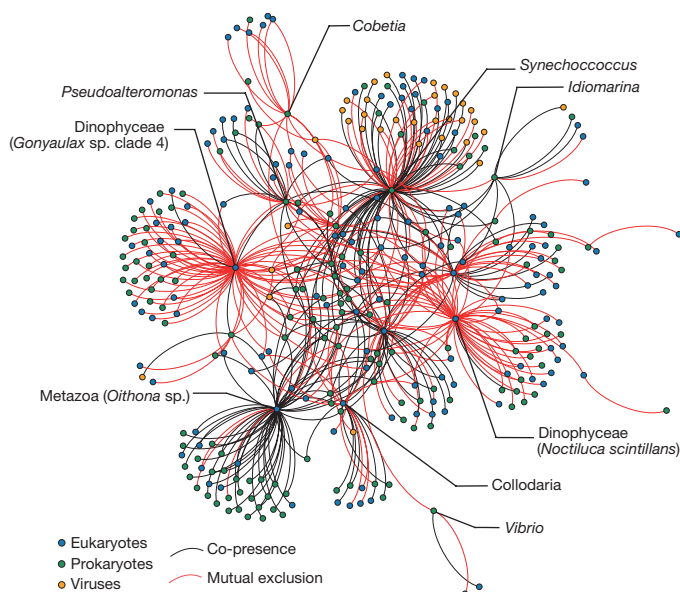 Cobetia
Synechoccoccus
Pseudoalteromonas
Idiomarina
Dinophyceae
(Gonyaulax sp. clade 4)
Metazoa (Oithona sp.)
Dinophyceae
(Noctiluca scintillans)
Collodaria
Vibrio
Eukaryotes
Co-presence
Prokaryotes
Viruses
Mutual exclusion